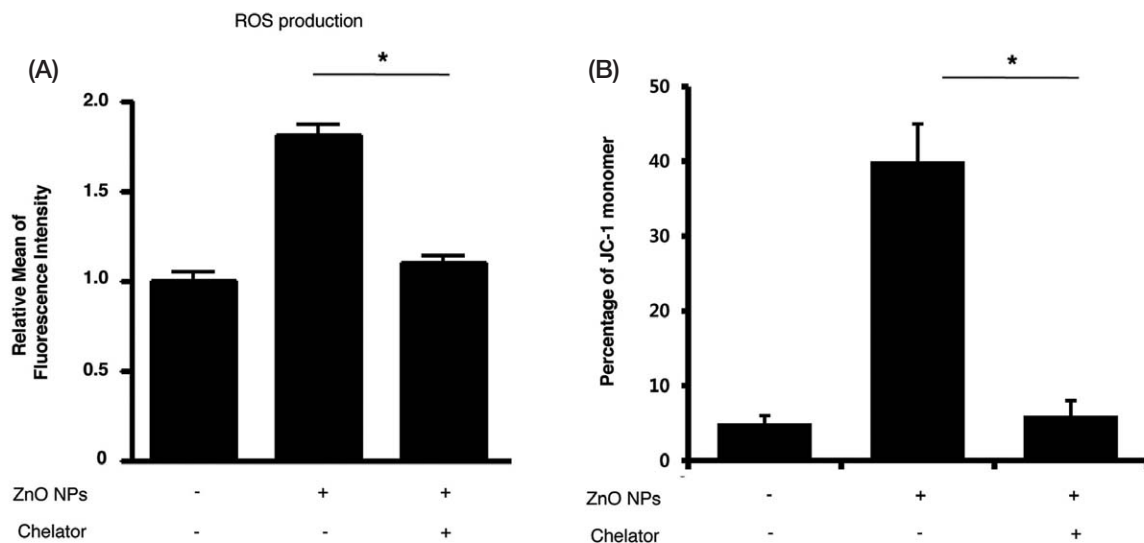 ROS production
(A)
*
2.0
1.5
1.0
0.5
0
Relative Mean of
Fluorescence Intensity
ZnO NPs - + +
Chelator - - +
(B)
*
50
40
30
20
10
0
Percentage of JC-1 monomer
ZnO NPs - + +
Chelator - - +